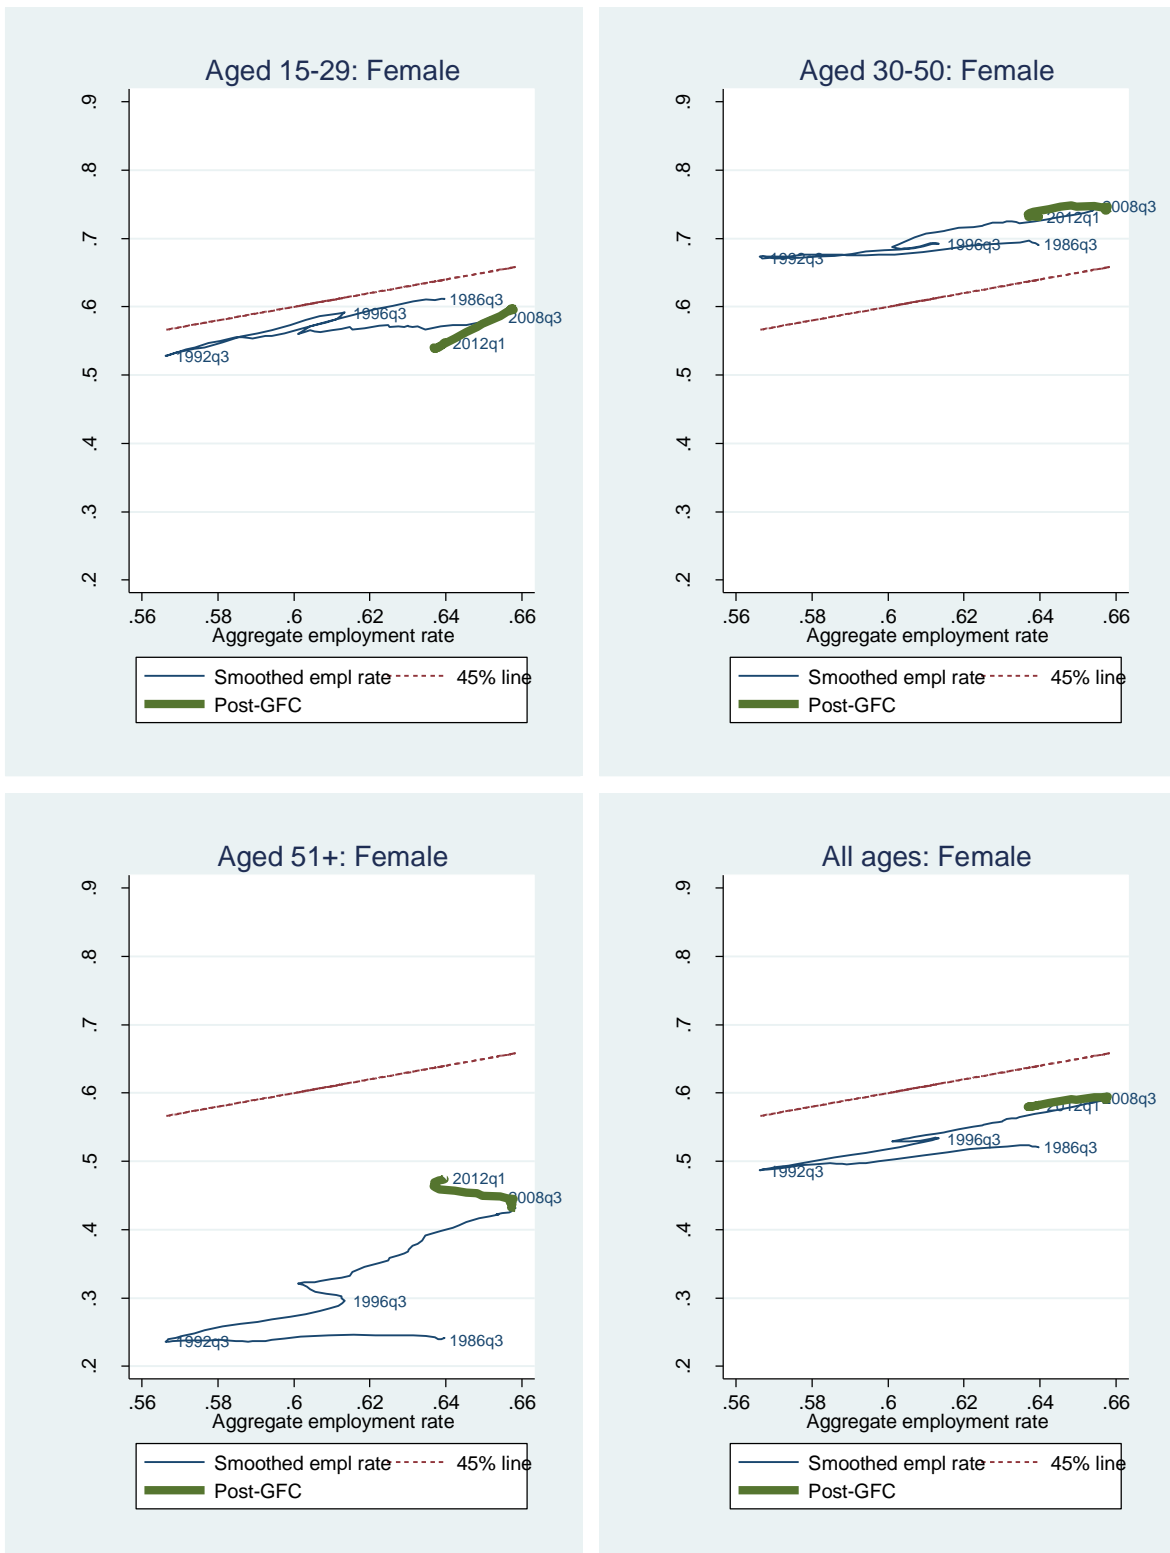 Aged 15-29: Female
.9
.8
.7
.6
.5
.4
.3
.2
1986q3
1996q3
2008q3
2012q1
1992q3
.56 .58 .6 .62 .64 .66
Aggregate employment rate
Smoothed empl rate 45% line
Post-GFC
Aged 30-50: Female
.9
.8
.7
.6
.5
.4
.3
.2
2008q3
2012q1
1996q3 1986q3
1992q3
.56 .58 .6 .62 .64 .66
Aggregate employment rate
Smoothed empl rate 45% line
Post-GFC
Aged 51+: Female
.9
.8
.7
.6
.5
.4
.3
.2
2012q1
2008q3
1996q3
1992q3 1986q3
.56 .58 .6 .62 .64 .66
Aggregate employment rate
Smoothed empl rate 45% line
Post-GFC
All ages: Female
.9
.8
.7
.6
.5
.4
.3
.2
2008q3
2012q1
1996q3
1986q3
1992q3
.56 .58 .6 .62 .64 .66
Aggregate employment rate
Smoothed empl rate 45% line
Post-GFC